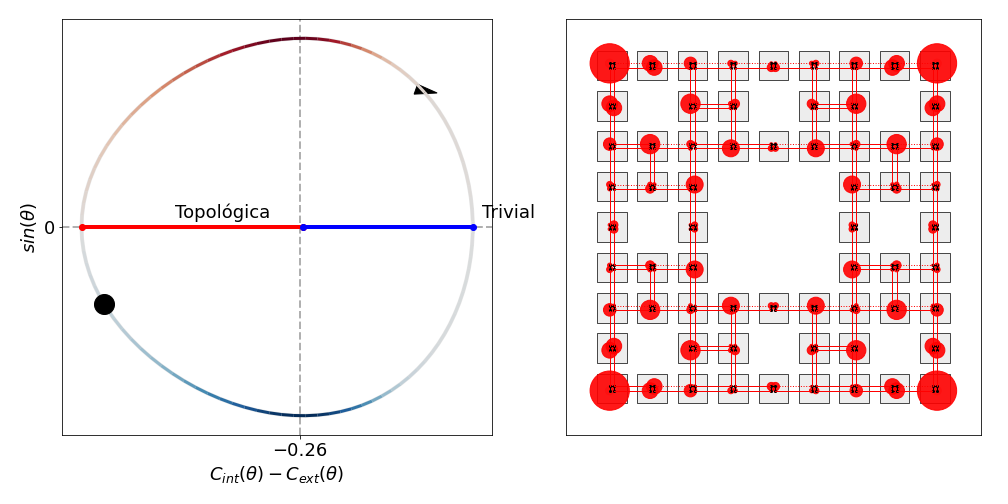 Topológica
Trivial
sin(θ)
0
−0.26
C_int(θ) − C_ext(θ)